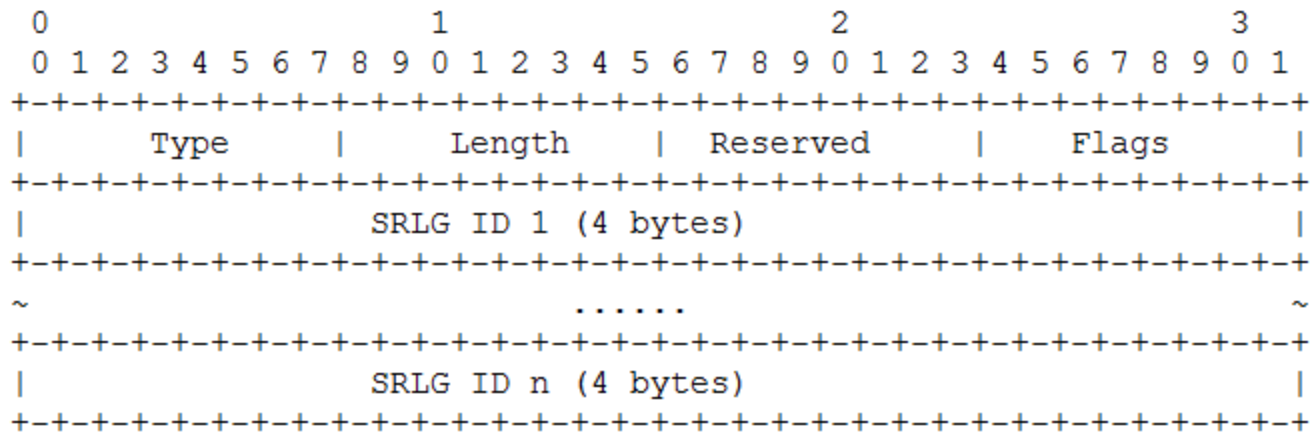 0                   1                   2                   3
 0 1 2 3 4 5 6 7 8 9 0 1 2 3 4 5 6 7 8 9 0 1 2 3 4 5 6 7 8 9 0 1
+-+-+-+-+-+-+-+-+-+-+-+-+-+-+-+-+-+-+-+-+-+-+-+-+-+-+-+-+-+-+-+-+
|      Type     |     Length    |  Reserved     |    Flags      |
+-+-+-+-+-+-+-+-+-+-+-+-+-+-+-+-+-+-+-+-+-+-+-+-+-+-+-+-+-+-+-+-+
|                 SRLG ID 1 (4 bytes)                           |
+-+-+-+-+-+-+-+-+-+-+-+-+-+-+-+-+-+-+-+-+-+-+-+-+-+-+-+-+-+-+-+-+
~                           ......                              ~
+-+-+-+-+-+-+-+-+-+-+-+-+-+-+-+-+-+-+-+-+-+-+-+-+-+-+-+-+-+-+-+-+
|                 SRLG ID n (4 bytes)                           |
+-+-+-+-+-+-+-+-+-+-+-+-+-+-+-+-+-+-+-+-+-+-+-+-+-+-+-+-+-+-+-+-+